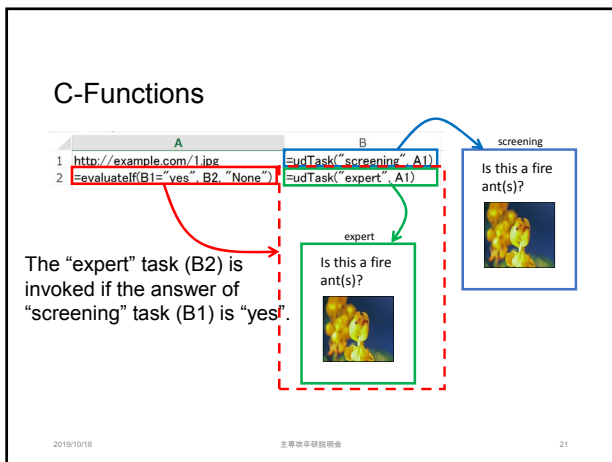 C-Functions
A B
1 http://example.com/1.jpg =udTask("screening", A1)
2 =evaluateIf(B1="yes", B2, "None") =udTask("expert", A1)
screening
Is this a fire
ant(s)?
expert
Is this a fire
ant(s)?
The “expert” task (B2) is
invoked if the answer of
“screening” task (B1) is “yes”.
2019/10/18 主専攻卒研説明会 21